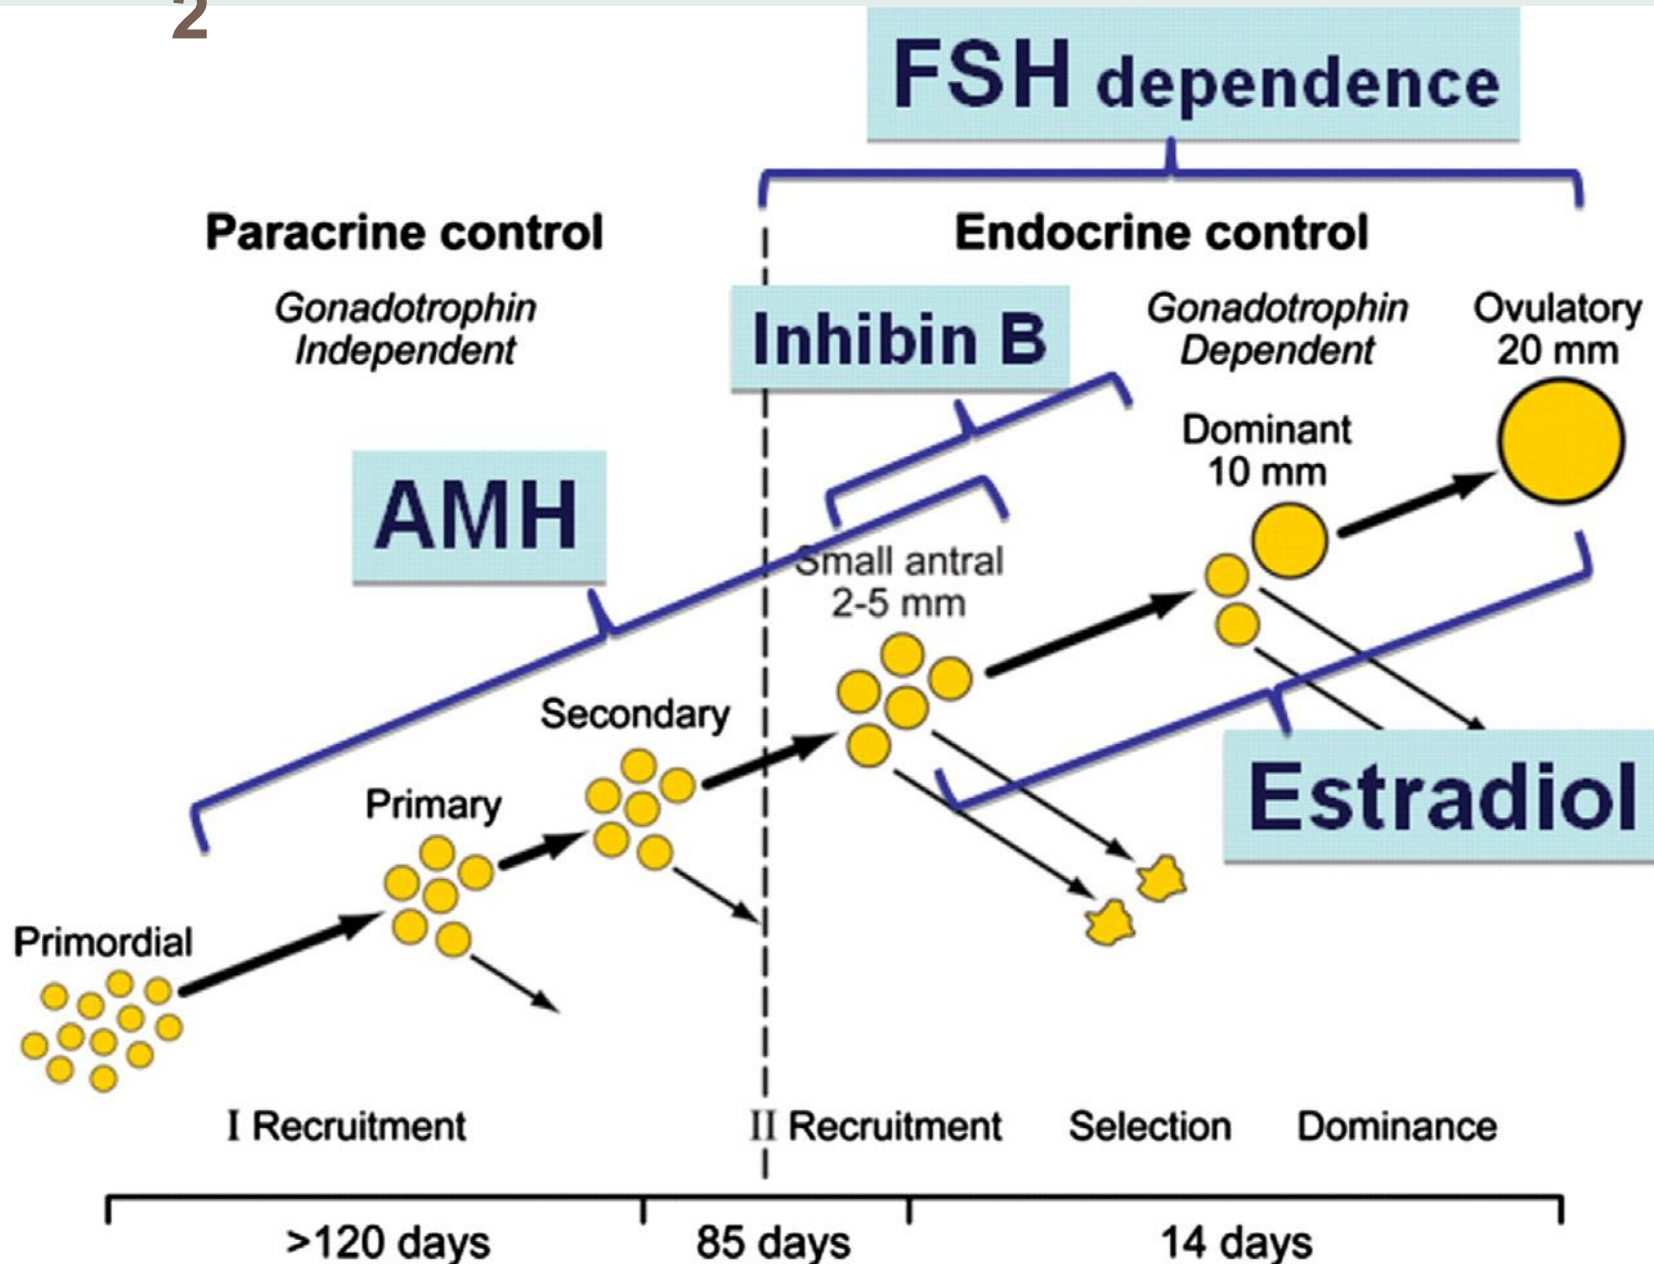 2
FSH dependence
Paracrine control
Endocrine control
Gonadotrophin
Independent
Inhibin B
Gonadotrophin
Dependent
Ovulatory
20 mm
Dominant
10 mm
AMH
Small antral
2-5 mm
Secondary
Primary
Estradiol
Primordial
I Recruitment
II Recruitment
Selection
Dominance
>120 days
85 days
14 days